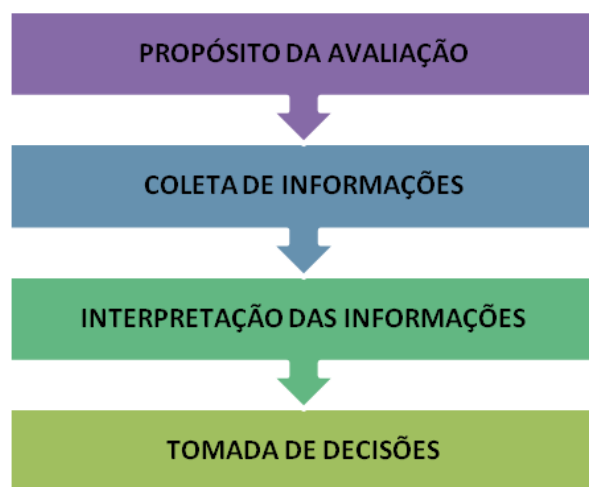 PROPÓSITO DA AVALIAÇÃO
COLETA DE INFORMAÇÕES
INTERPRETAÇÃO DAS INFORMAÇÕES
TOMADA DE DECISÕES